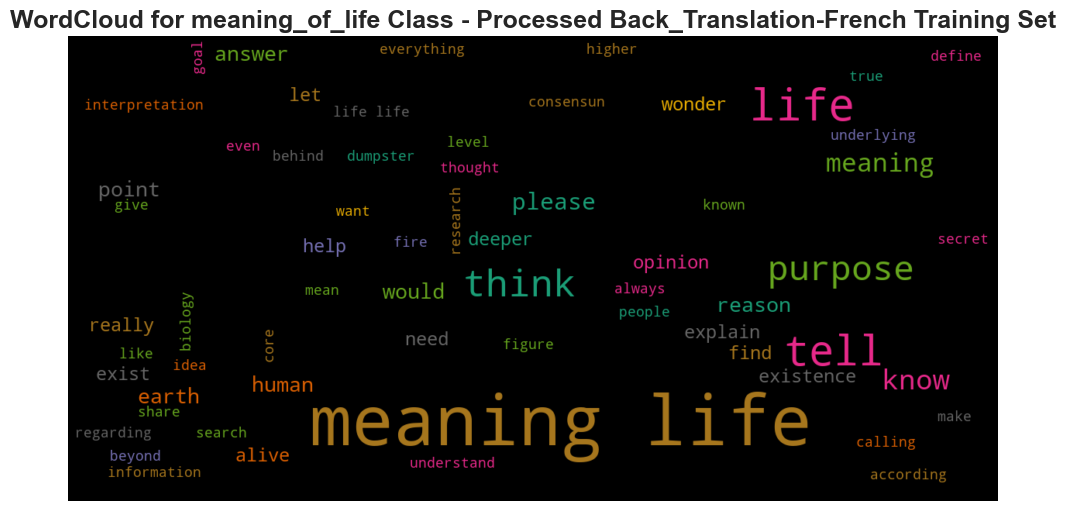 WordCloud for meaning_of_life Class - Processed Back_Translation-French Training Set
goal
answer
everything
higher
define
true
interpretation
let
life life
consensun
wonder
life
underlying
even
behind
dumpster
level
thought
meaning
point
give
want
research
please
known
help
fire
deeper
opinion
secret
mean
would
think
always
purpose
people
reason
really
biology
like
core
need
figure
explain
find
tell
idea
exist
human
existence
know
earth
share
meaning life
make
regarding
search
calling
beyond
alive
understand
information
according